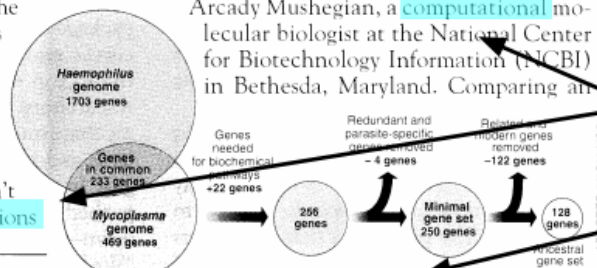 he
Arcady Mushegian, a computational mo-
lecular biologist at the National Center
for Biotechnology Information (NCBI)
in Bethesda, Maryland. Comparing an
Haemophilus
genome
1703 genes
Genes
in common
233 genes
Mycoplasma
genome
469 genes
't
ions
Genes
needed
for biochemical
pathways
+22 genes
256
genes
Redundant and
parasite-specific
genes removed
– 4 genes
Minimal
gene set
250 genes
Related and
modern genes
removed
–122 genes
128
genes
Ancestral
gene set